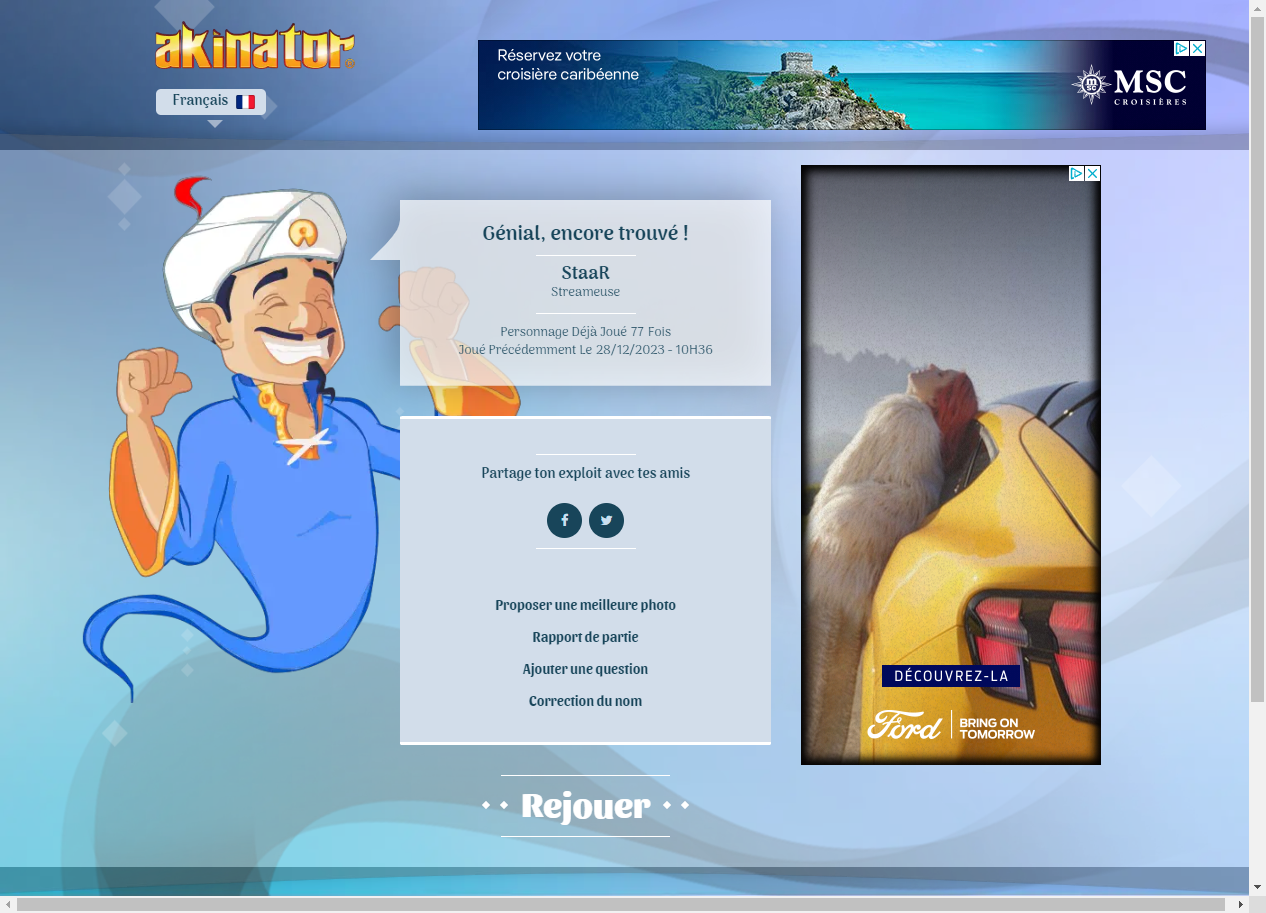 akinator
Français
Réservez votre
croisière caribéenne
MSC
CROISIÈRES
Génial, encore trouvé !
StaaR
Streameuse
Personnage Déjà Joué 77 Fois
Joué Précédemment Le 28/12/2023 - 10H36
Partage ton exploit avec tes amis
Proposer une meilleure photo
Rapport de partie
Ajouter une question
Correction du nom
Rejouer
DÉCOUVREZ-LA
Ford
BRING ON
TOMORROW